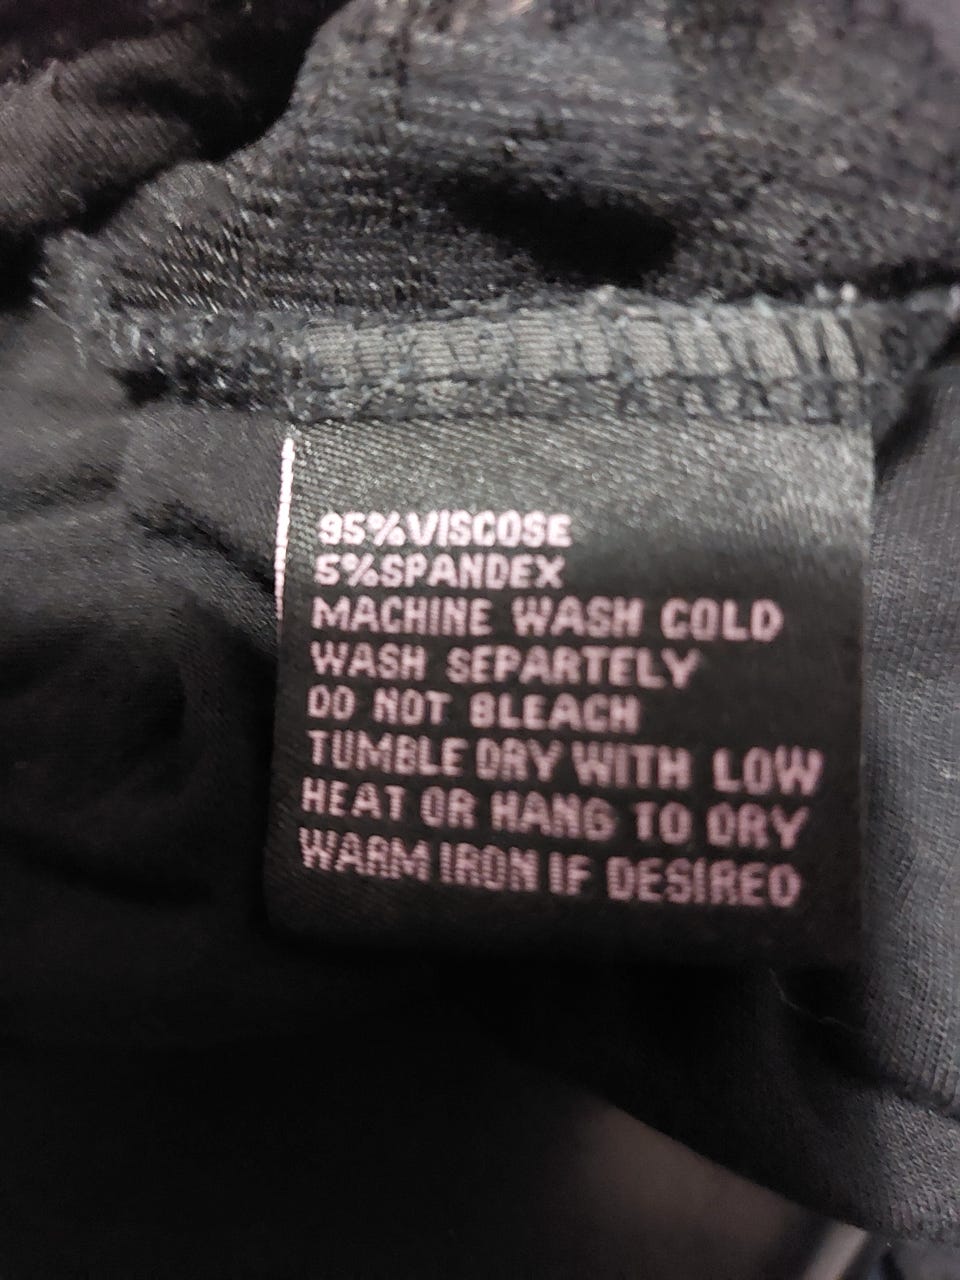 95%VISCOSE
5%SPANDEX
MACHINE WASH COLD
WASH SEPARTELY
DO NOT BLEACH
TUMBLE DRY WITH LOW
HEAT OR HANG TO DRY
WARM IRON IF DESIRED